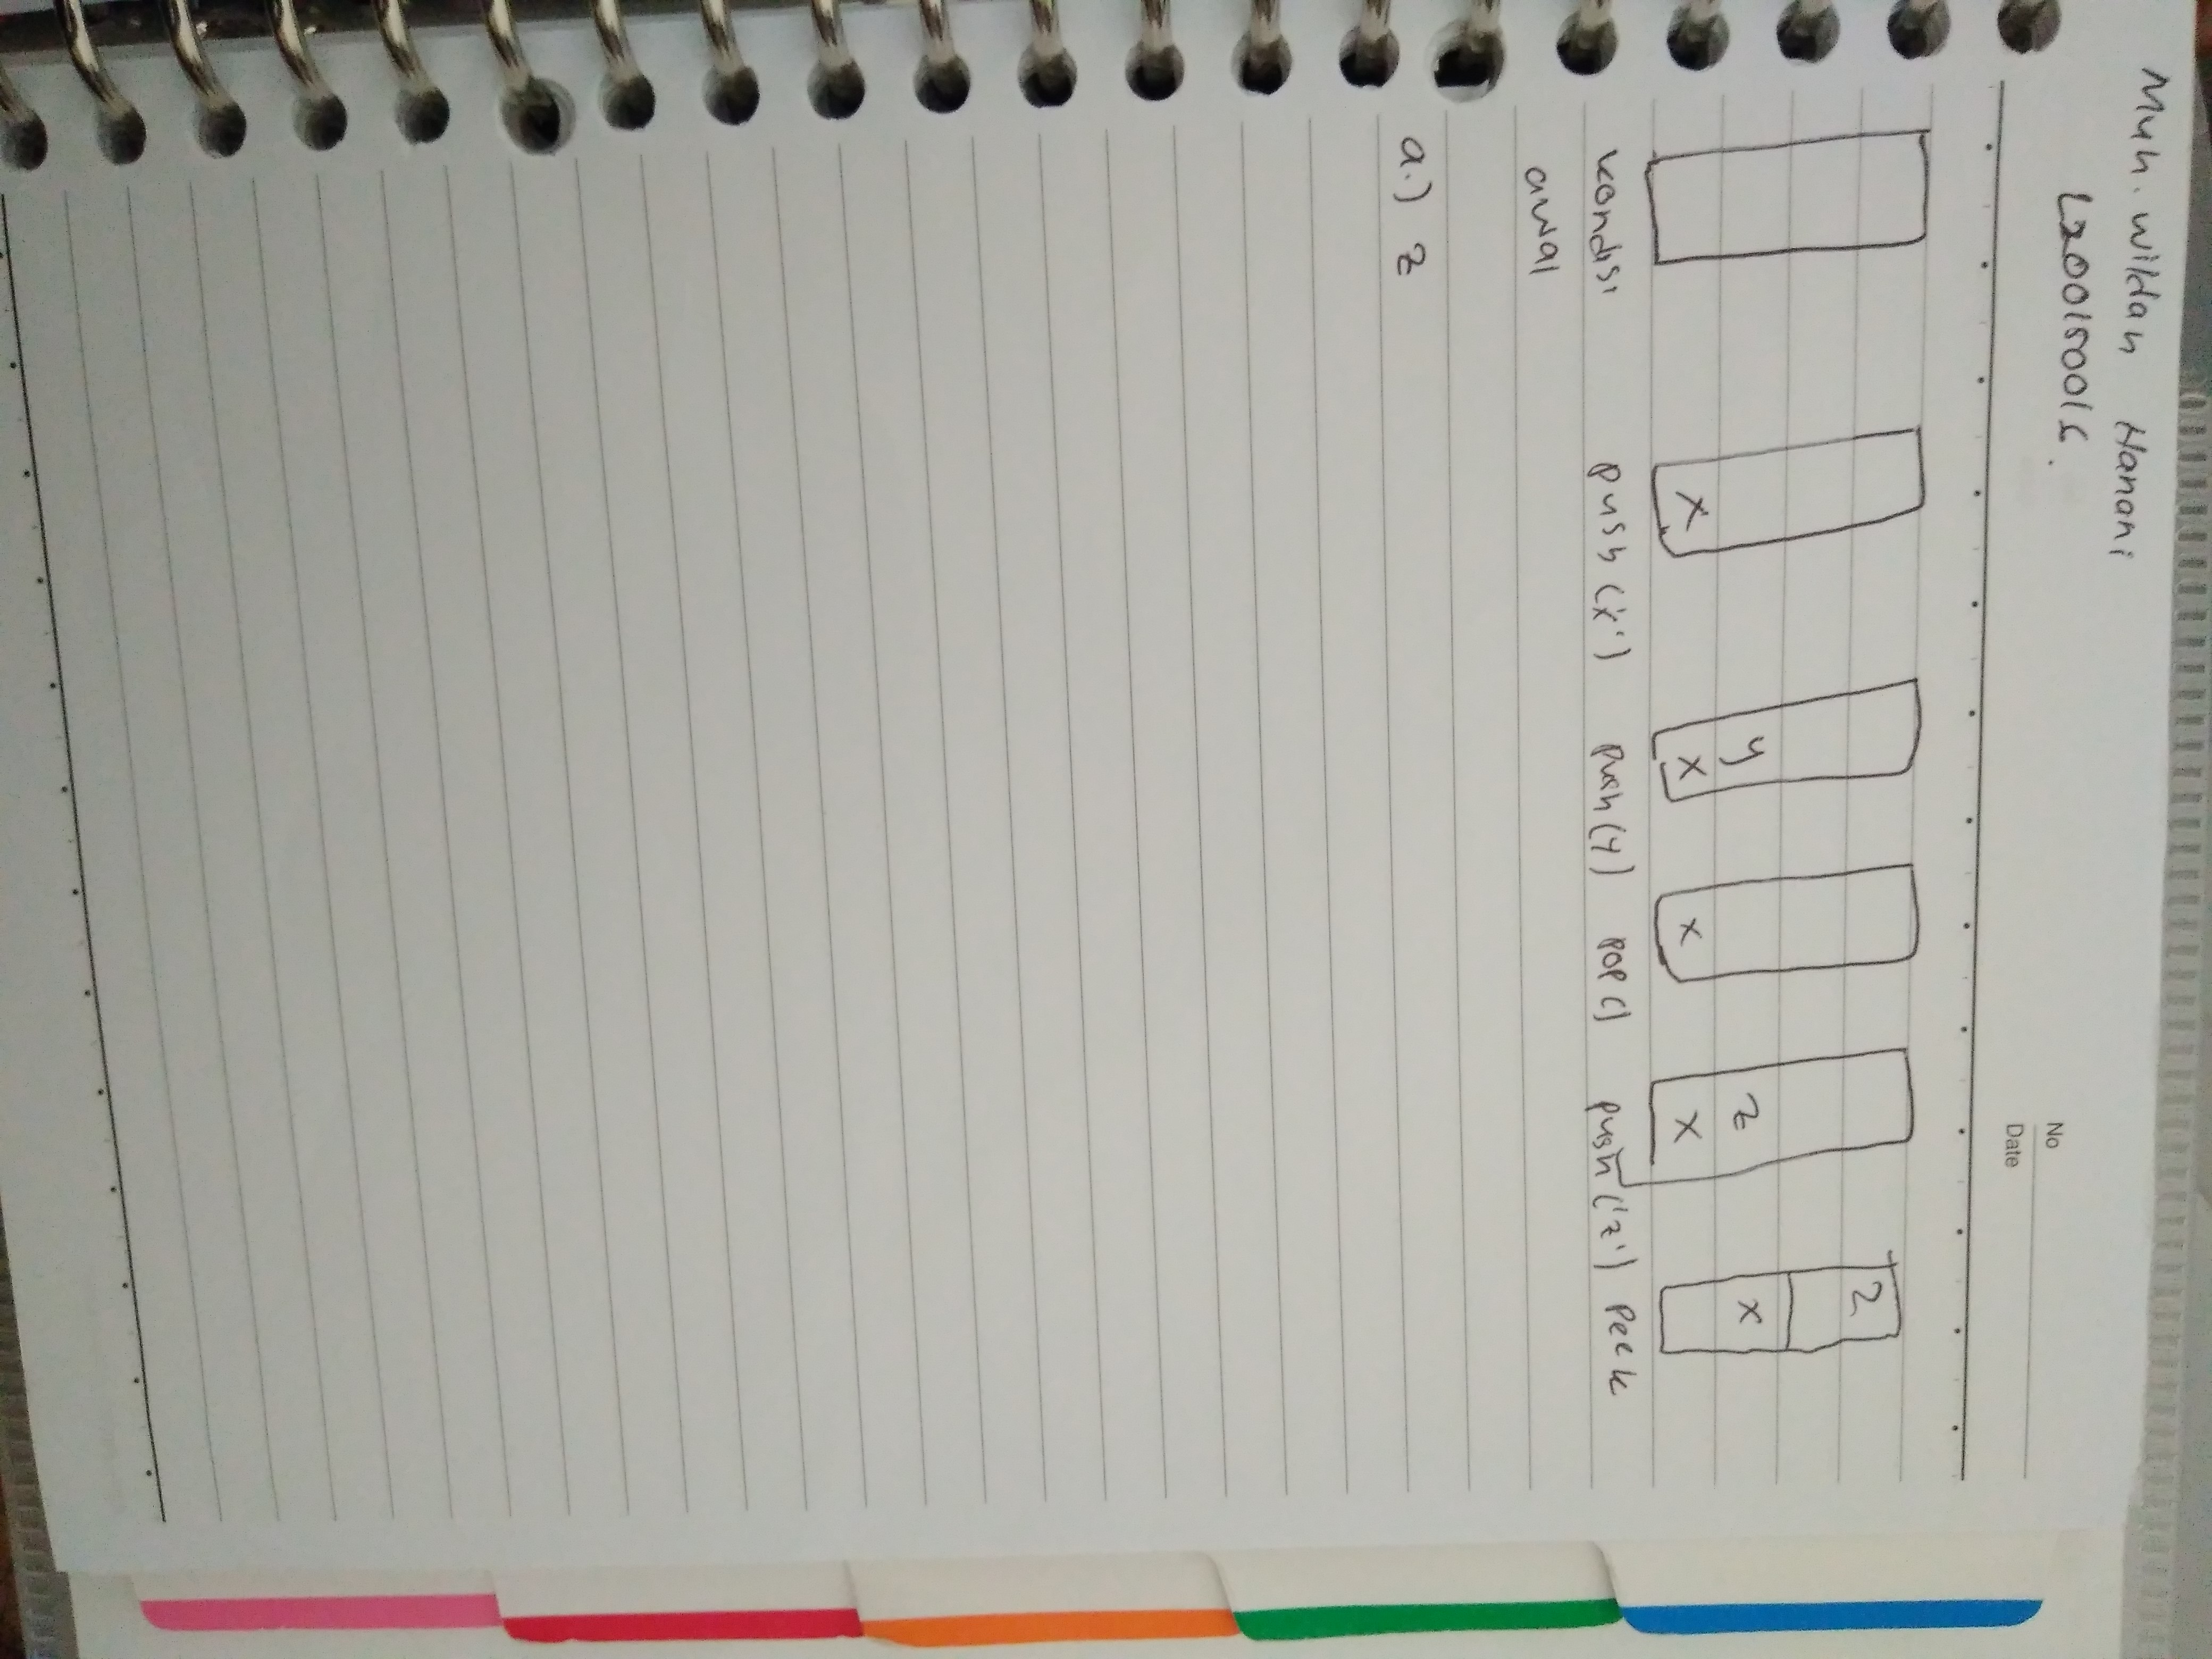 Muh. Wildan Hanani
L200150016.
No
Date
x
y
x
x
z
x
z
x
kondisi
awal
push ('x')
push (y)
pop ()
push ('z')
peek
a.) z